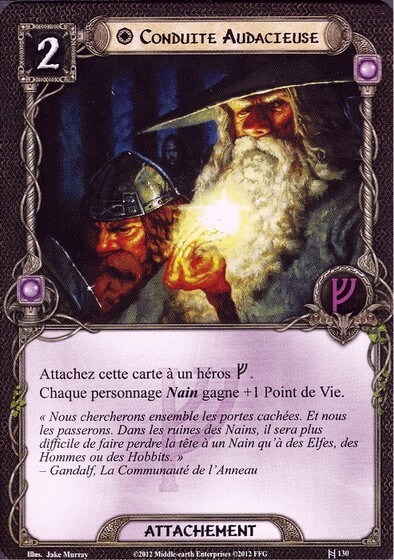 2
Conduite Audacieuse
Attachez cette carte à un héros ᚠ.
Chaque personnage Nain gagne +1 Point de Vie.
« Nous chercherons ensemble les portes cachées. Et nous
les passerons. Dans les ruines des Nains, il sera plus
difficile de faire perdre la tête à un Nain qu'à des Elfes, des
Hommes ou des Hobbits. »
– Gandalf, La Communauté de l'Anneau
ATTACHEMENT
Illus. Jake Murray ©2012 Middle-earth Enterprises ©2012 FFG 130